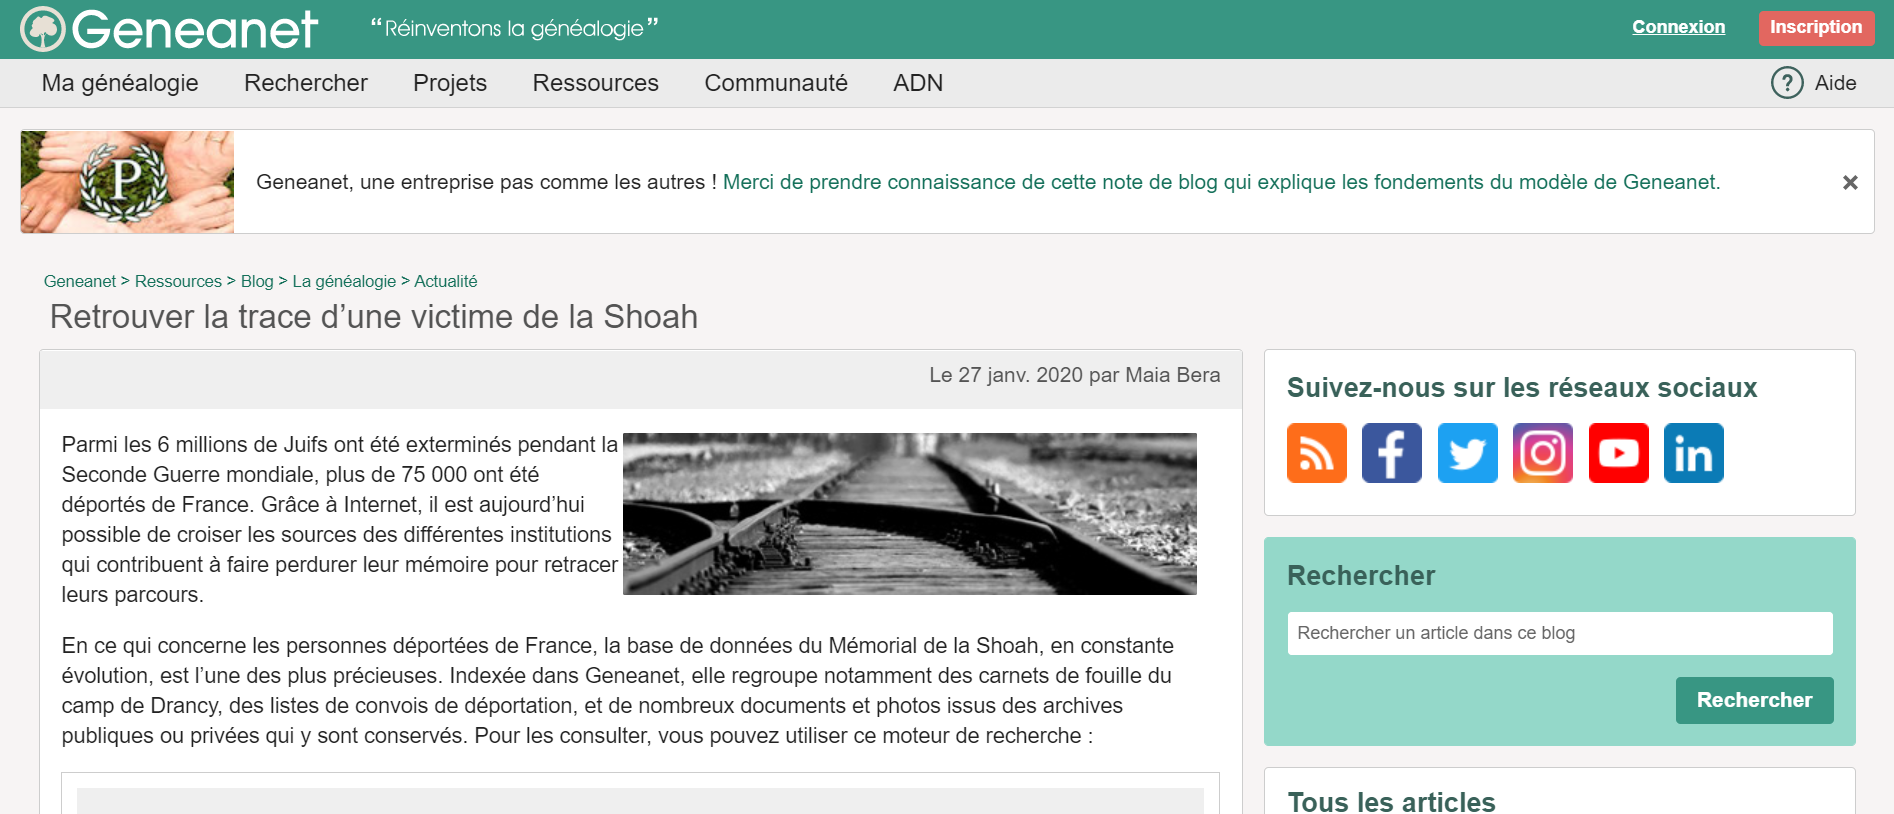 Geneanet
“Réinventons la généalogie”
Connexion
Inscription
Ma généalogie
Rechercher
Projets
Ressources
Communauté
ADN
? Aide
P
Geneanet, une entreprise pas comme les autres ! Merci de prendre connaissance de cette note de blog qui explique les fondements du modèle de Geneanet.
×
Geneanet > Ressources > Blog > La généalogie > Actualité
Retrouver la trace d’une victime de la Shoah
Le 27 janv. 2020 par Maia Bera
Parmi les 6 millions de Juifs ont été exterminés pendant la
Seconde Guerre mondiale, plus de 75 000 ont été
déportés de France. Grâce à Internet, il est aujourd’hui
possible de croiser les sources des différentes institutions
qui contribuent à faire perdurer leur mémoire pour retracer
leurs parcours.
En ce qui concerne les personnes déportées de France, la base de données du Mémorial de la Shoah, en constante
évolution, est l’une des plus précieuses. Indexée dans Geneanet, elle regroupe notamment des carnets de fouille du
camp de Drancy, des listes de convois de déportation, et de nombreux documents et photos issus des archives
publiques ou privées qui y sont conservés. Pour les consulter, vous pouvez utiliser ce moteur de recherche :
Suivez-nous sur les réseaux sociaux
f
in
Rechercher
Rechercher un article dans ce blog
Rechercher
Tous les articles